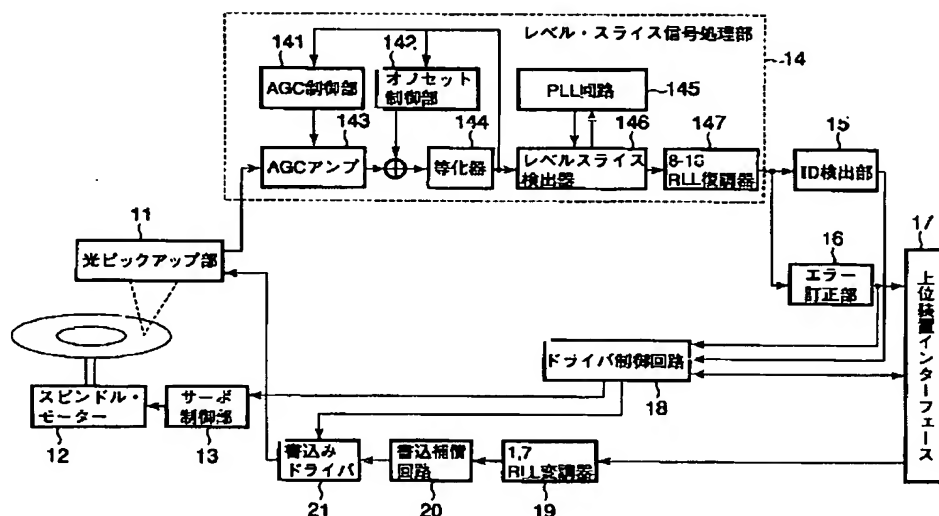 レベル・スライス信号処理部
14
141
142
AGC制御部
オノセット
制御部
PLL回路
145
143
144
146
147
AGCアンプ
等化器
レベルスライス
検出器
8-16
RLL復調器
15
ID検出部
11
光ピックアップ部
16
エラー
訂正部
17
上位装置インターフェース
ドライバ制御回路
18
スピンドル・
モーター
12
サーボ
制御部
13
書込み
ドライバ
21
書込補償
回路
20
1,7
RLL変調器
19